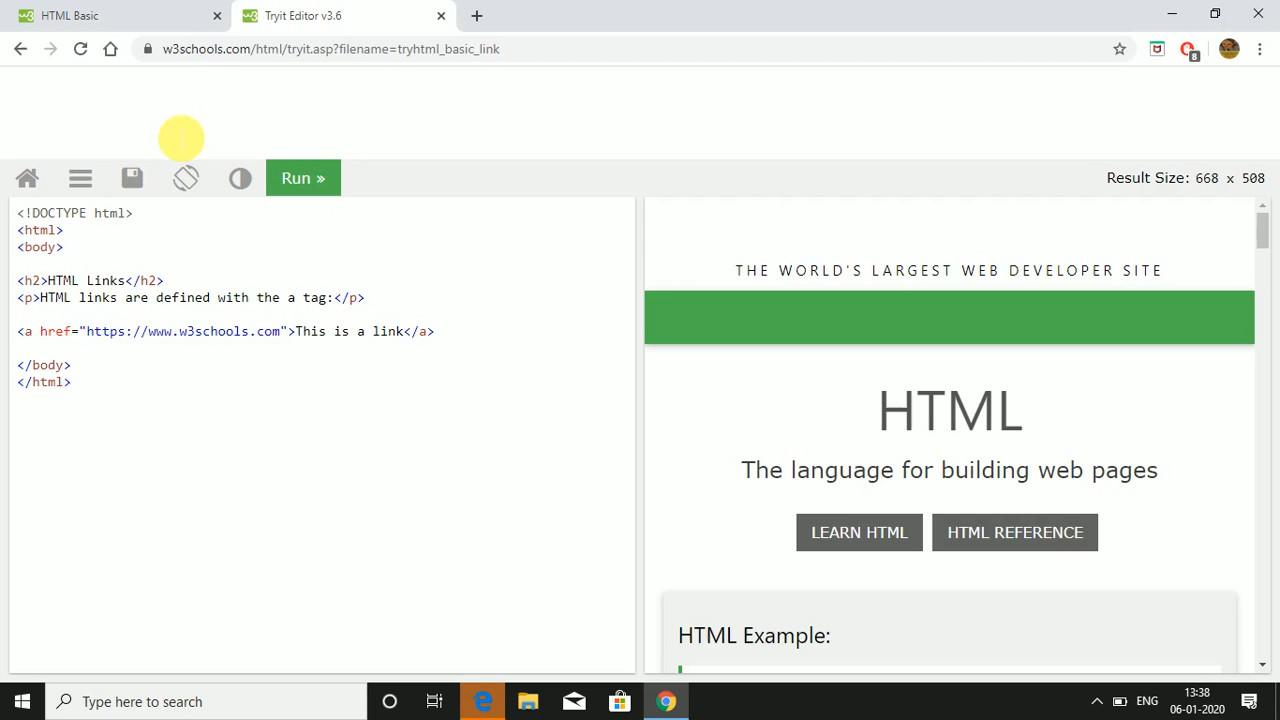 HTML Basic
Tryit Editor v3.6
w3schools.com/html/tryit.asp?filename=tryhtml_basic_link
8
Run »
Result Size: 668 x 508
<!DOCTYPE html>
<html>
<body>
<h2>HTML Links</h2>
<p>HTML links are defined with the a tag:</p>
<a href="https://www.w3schools.com">This is a link</a>
</body>
</html>
THE WORLD'S LARGEST WEB DEVELOPER SITE
HTML
The language for building web pages
LEARN HTML
HTML REFERENCE
HTML Example:
Type here to search
ENG
13:38
06-01-2020